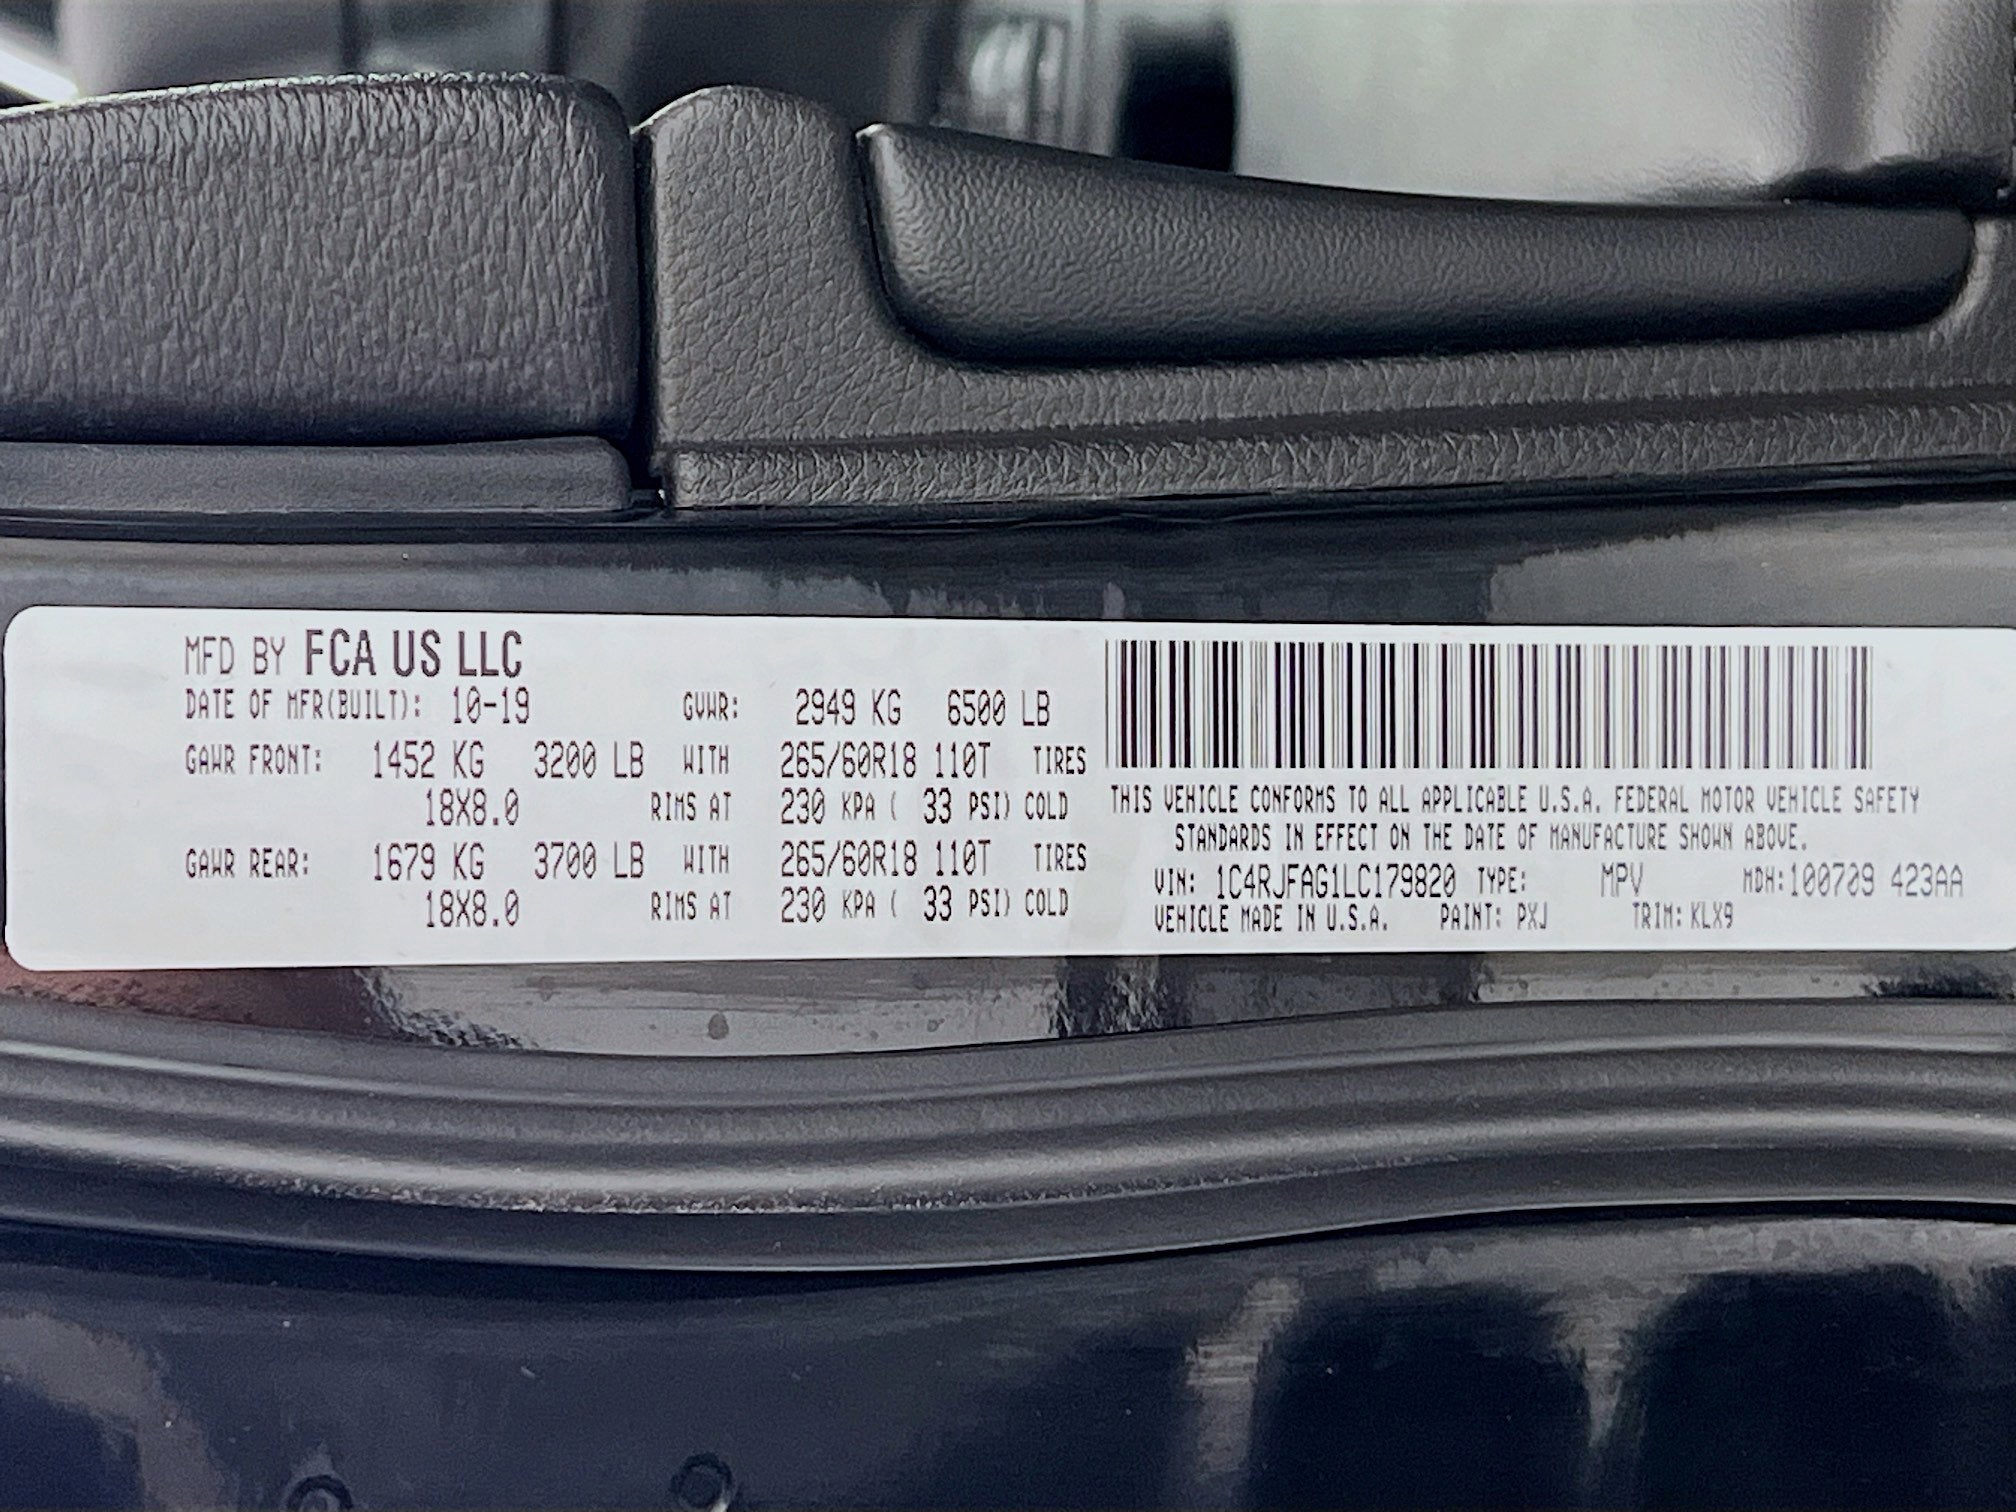 MFD BY FCA US LLC
DATE OF MFR(BUILT): 10-19 GVWR: 2949 KG 6500 LB
GAWR FRONT: 1452 KG 3200 LB WITH 265/60R18 110T TIRES
18X8.0 RIMS AT 230 KPA ( 33 PSI) COLD
GAWR REAR: 1679 KG 3700 LB WITH 265/60R18 110T TIRES
18X8.0 RIMS AT 230 KPA ( 33 PSI) COLD
THIS VEHICLE CONFORMS TO ALL APPLICABLE U.S.A. FEDERAL MOTOR VEHICLE SAFETY
STANDARDS IN EFFECT ON THE DATE OF MANUFACTURE SHOWN ABOVE.
VIN: 1C4RJFAG1LC179820 TYPE: MPV MDH:100709 423AA
VEHICLE MADE IN U.S.A. PAINT: PXJ TRIM: KLX9